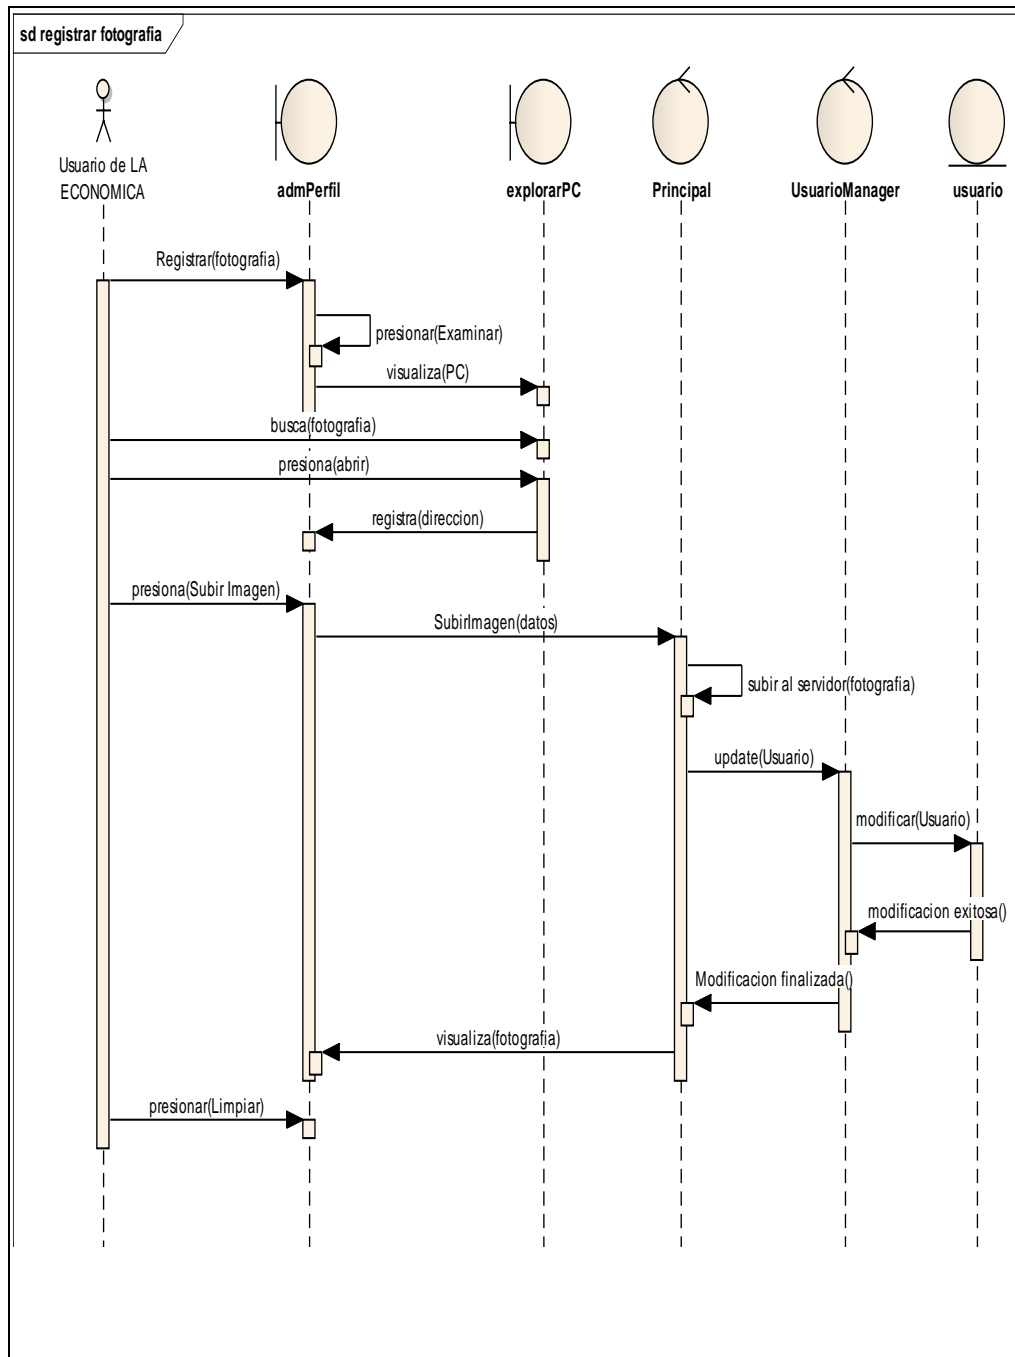 sd registrar fotografia
Usuario de LA
ECONOMICA
admPerfil
explorarPC
Principal
UsuarioManager
usuario
Registrar(fotografia)
presionar(Examinar)
visualiza(PC)
busca(fotografia)
presiona(abrir)
registra(direccion)
presiona(Subir Imagen)
SubirImagen(datos)
subir al servidor(fotografia)
update(Usuario)
modificar(Usuario)
modificacion exitosa()
Modificacion finalizada()
visualiza(fotografia)
presionar(Limpiar)